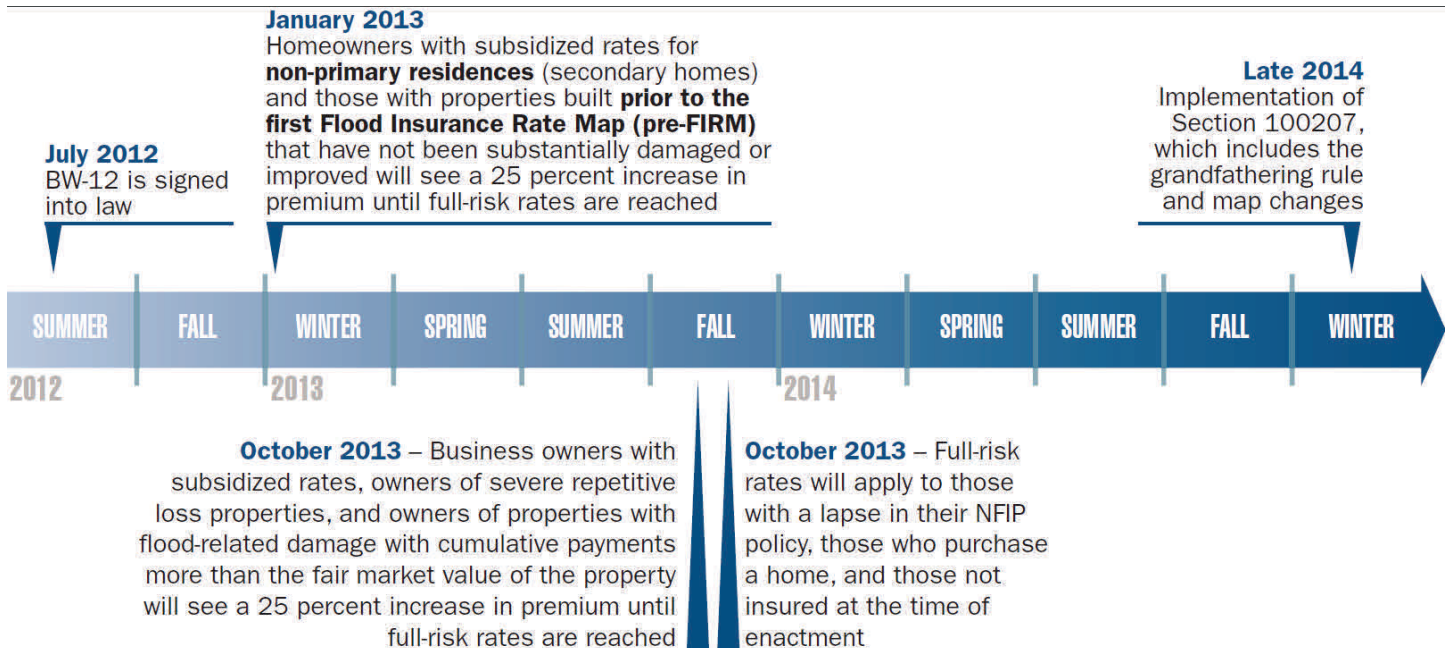 January 2013
Homeowners with subsidized rates for
non-primary residences (secondary homes)
and those with properties built prior to the
first Flood Insurance Rate Map (pre-FIRM)
that have not been substantially damaged or
improved will see a 25 percent increase in
premium until full-risk rates are reached
Late 2014
Implementation of
Section 100207,
which includes the
grandfathering rule
and map changes
July 2012
BW-12 is signed
into law
SUMMER FALL WINTER SPRING SUMMER FALL WINTER SPRING SUMMER FALL WINTER
2012 2013 2014
October 2013 – Business owners with
subsidized rates, owners of severe repetitive
loss properties, and owners of properties with
flood-related damage with cumulative payments
more than the fair market value of the property
will see a 25 percent increase in premium until
full-risk rates are reached
October 2013 – Full-risk
rates will apply to those
with a lapse in their NFIP
policy, those who purchase
a home, and those not
insured at the time of
enactment